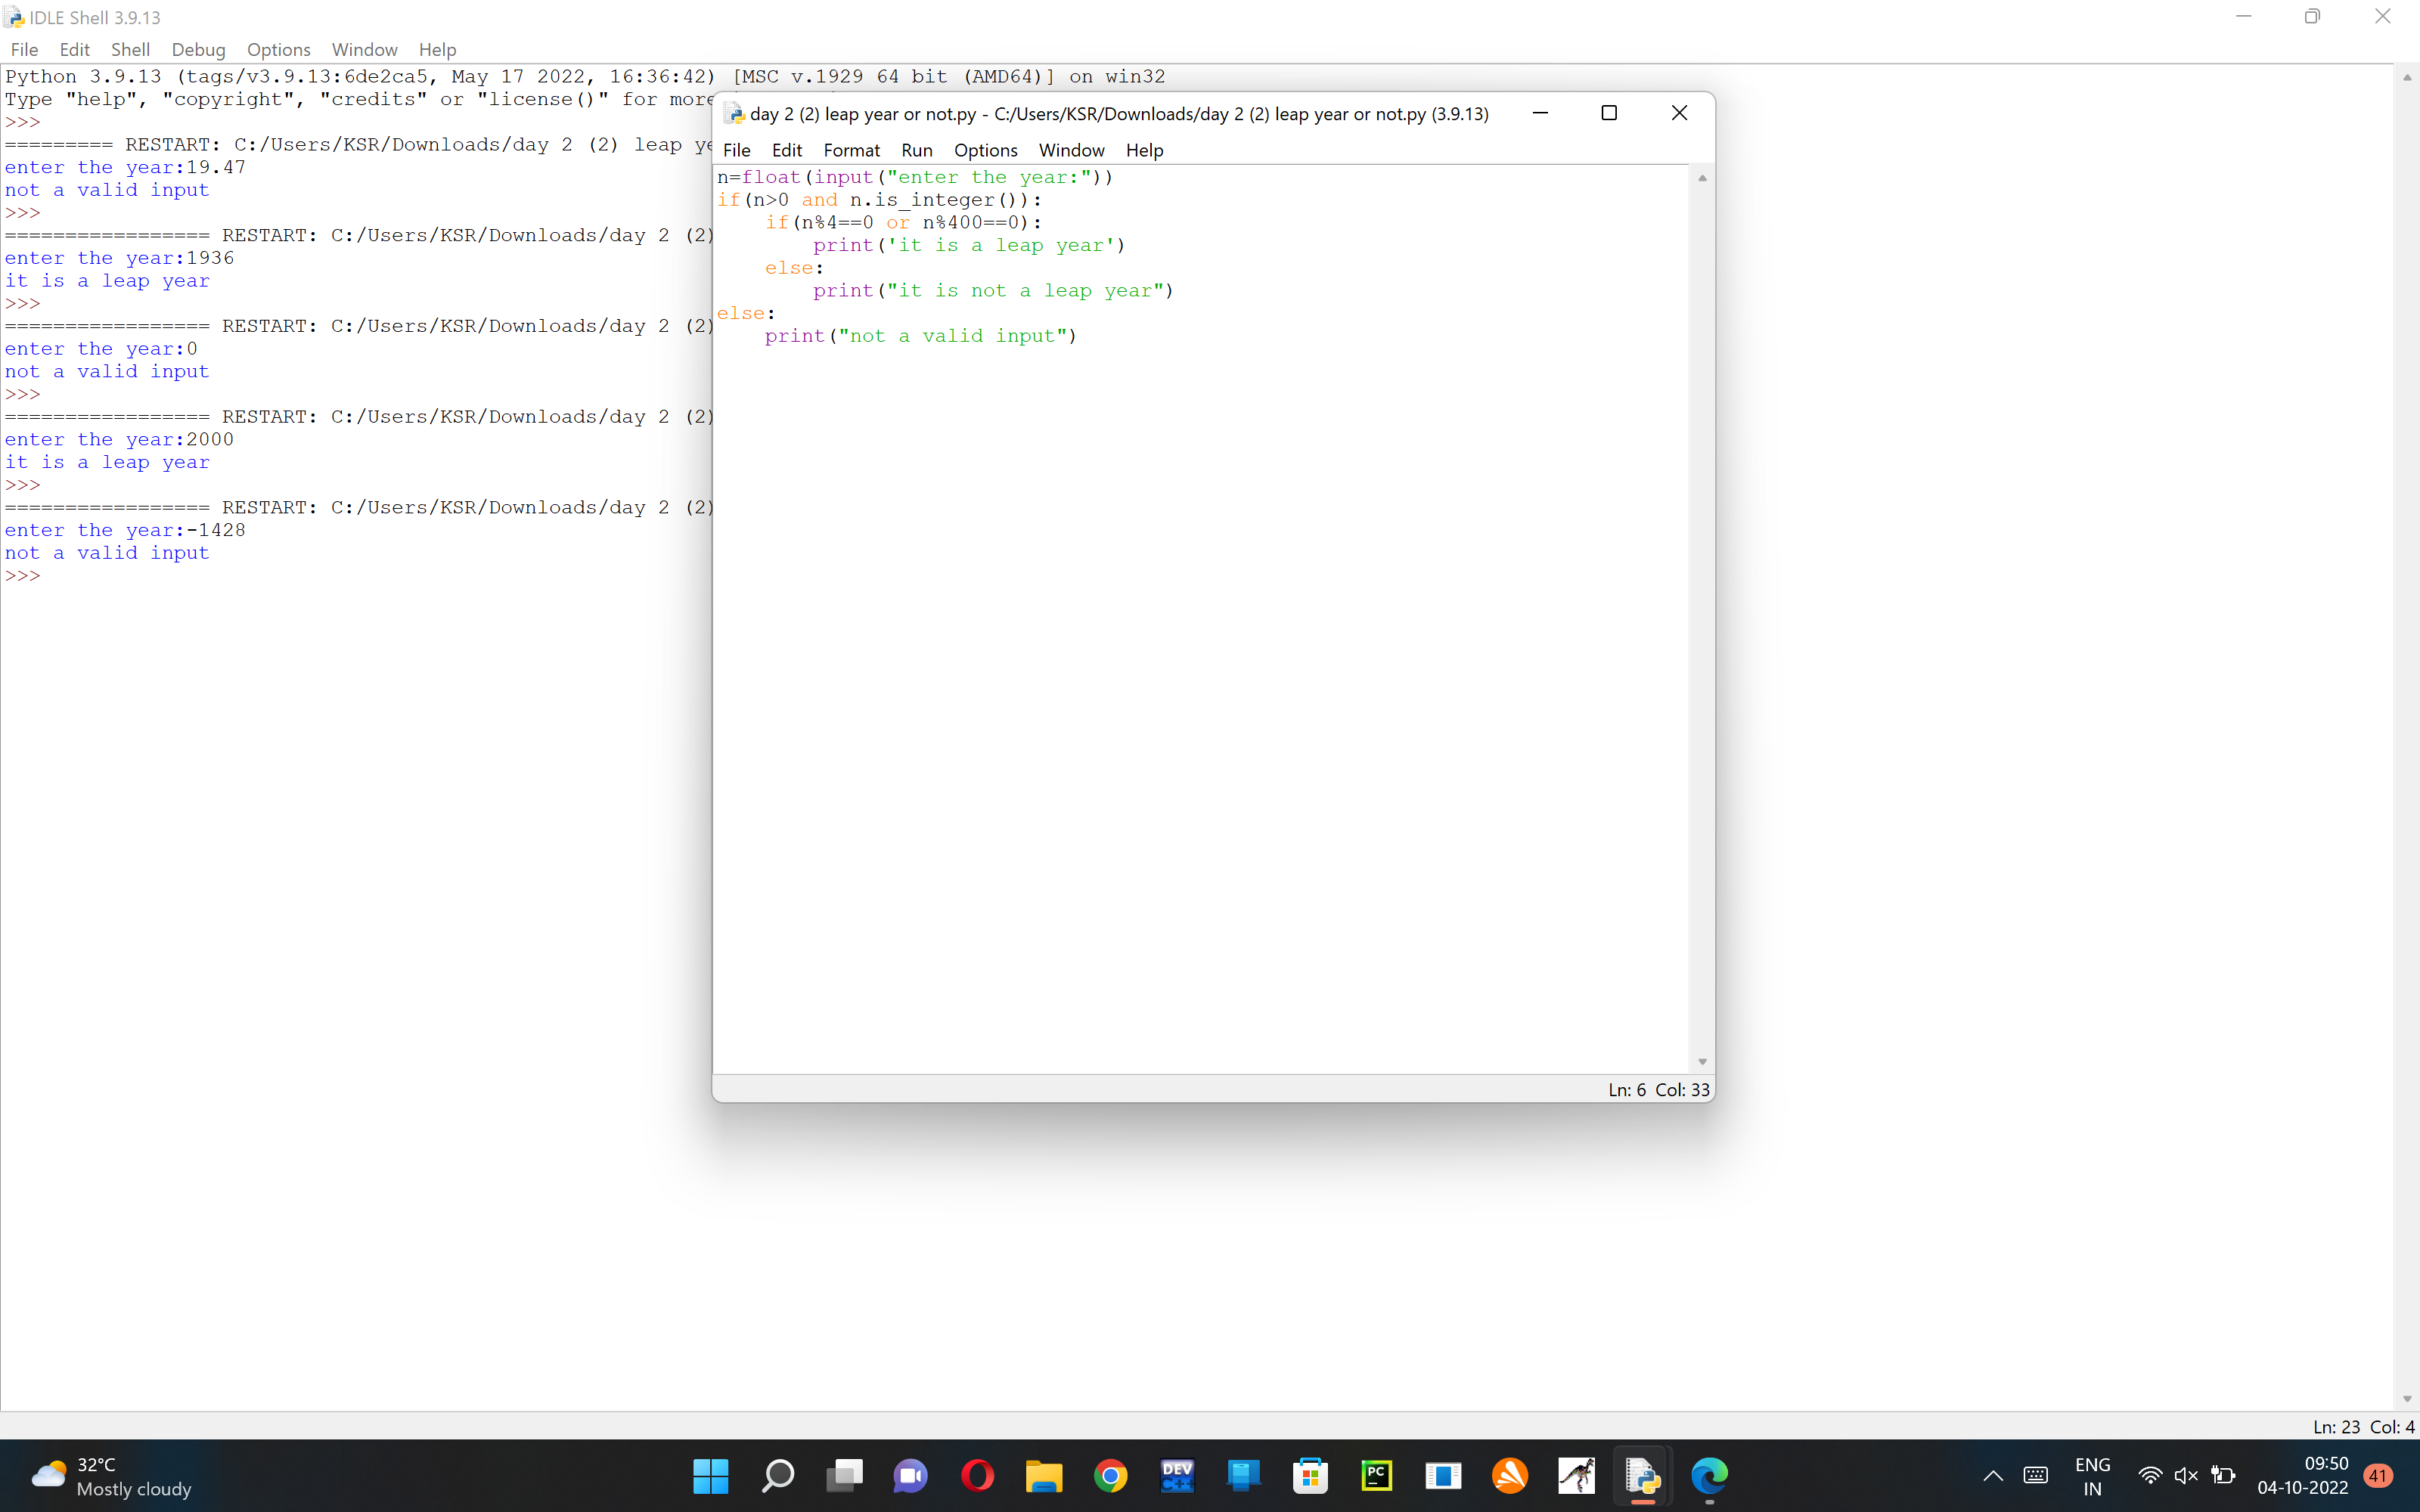 IDLE Shell 3.9.13
File Edit Shell Debug Options Window Help
Python 3.9.13 (tags/v3.9.13:6de2ca5, May 17 2022, 16:36:42) [MSC v.1929 64 bit (AMD64)] on win32
Type "help", "copyright", "credits" or "license()" for more
>>>
========= RESTART: C:/Users/KSR/Downloads/day 2 (2) leap
enter the year:19.47
not a valid input
>>>
================= RESTART: C:/Users/KSR/Downloads/day 2 (2)
enter the year:1936
it is a leap year
>>>
================= RESTART: C:/Users/KSR/Downloads/day 2 (2)
enter the year:0
not a valid input
>>>
================= RESTART: C:/Users/KSR/Downloads/day 2 (2)
enter the year:2000
it is a leap year
>>>
================= RESTART: C:/Users/KSR/Downloads/day 2 (2)
enter the year:-1428
not a valid input
>>>
day 2 (2) leap year or not.py - C:/Users/KSR/Downloads/day 2 (2) leap year or not.py (3.9.13)
File Edit Format Run Options Window Help
n=float(input("enter the year:"))
if(n>0 and n.is_integer()):
    if(n%4==0 or n%400==0):
        print('it is a leap year')
    else:
        print("it is not a leap year")
else:
    print("not a valid input")
Ln: 6 Col: 33
Ln: 23 Col: 4
32°C
Mostly cloudy
DEV
C++
PC
ENG
IN
09:50
04-10-2022
41